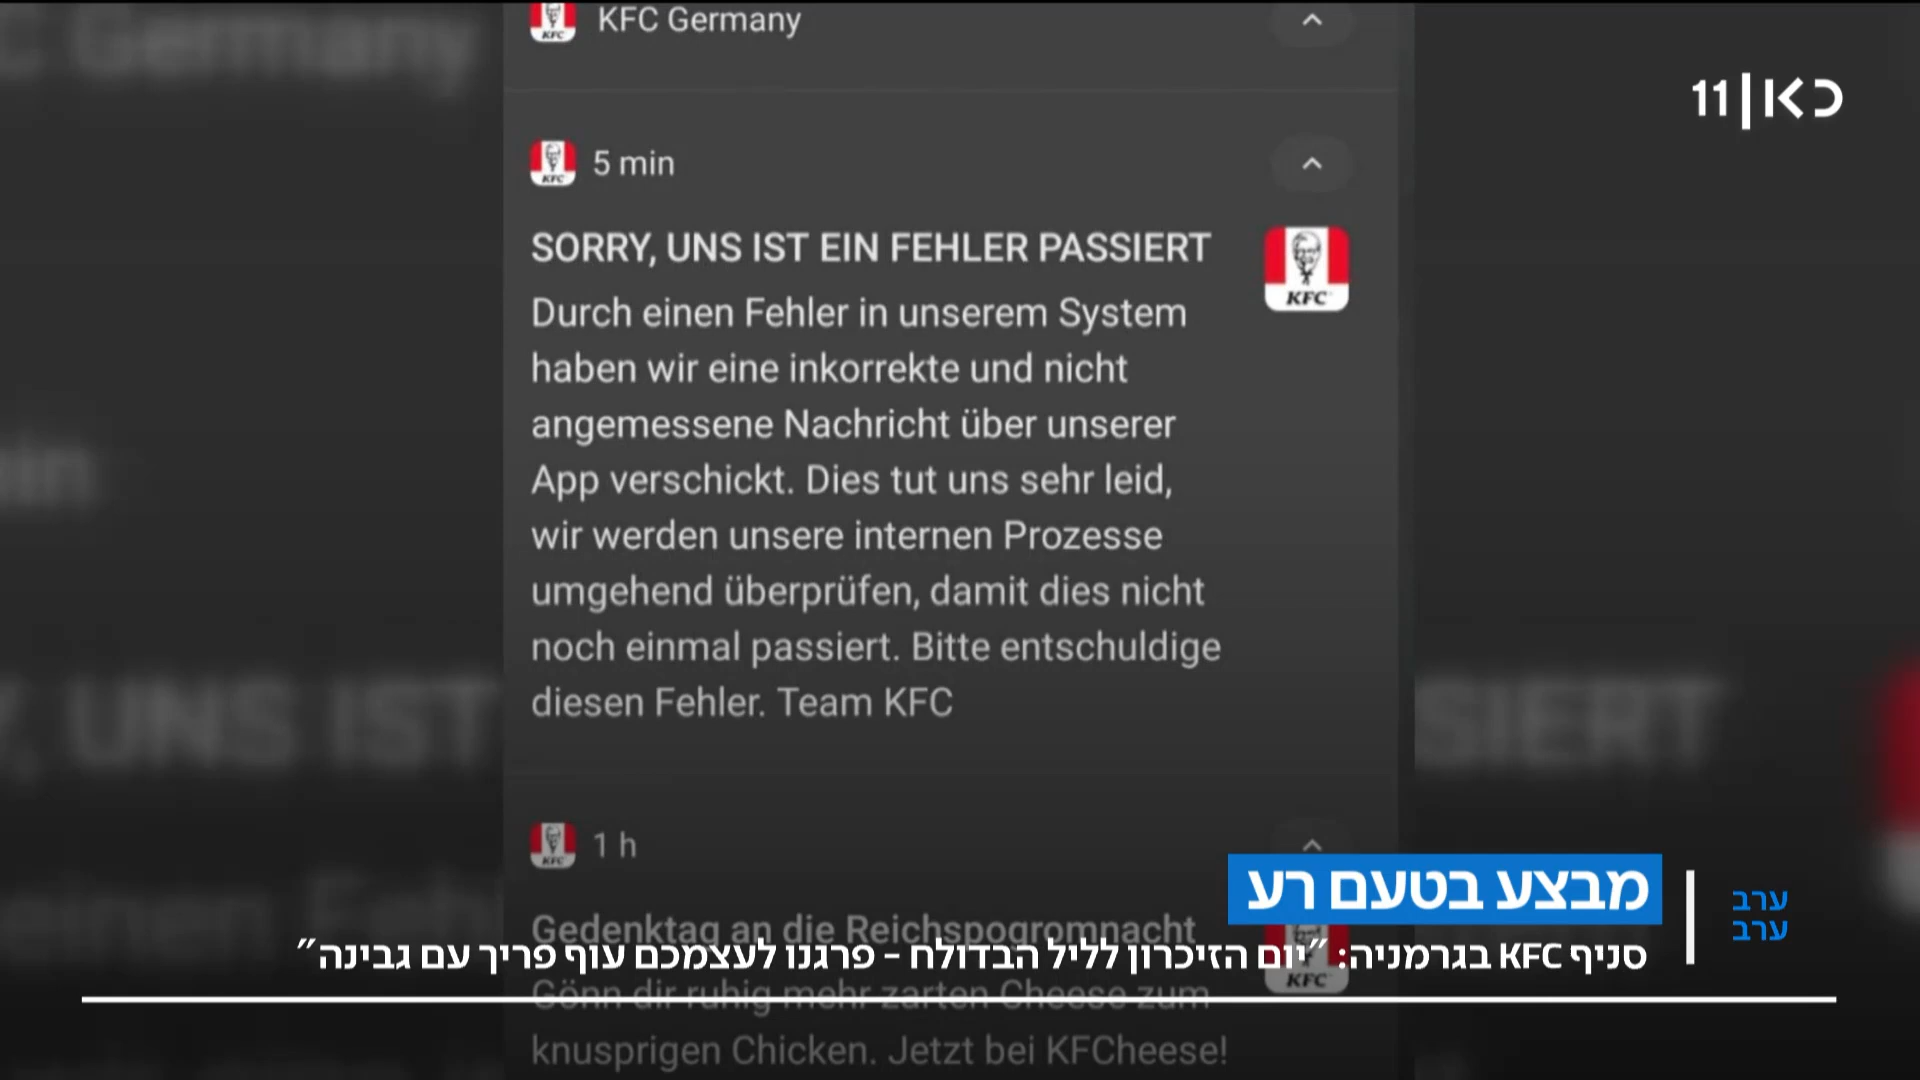 KFC Germany
כאן 11
5 min
SORRY, UNS IST EIN FEHLER PASSIERT
Durch einen Fehler in unserem System
haben wir eine inkorrekte und nicht
angemessene Nachricht über unserer
App verschickt. Dies tut uns sehr leid,
wir werden unsere internen Prozesse
umgehend überprüfen, damit dies nicht
noch einmal passiert. Bitte entschuldige
diesen Fehler. Team KFC
KFC
1 h
Gedenktag an die Reichspogromnacht
Gönn dir ruhig mehr zarten Cheese zum
knusprigen Chicken. Jetzt bei KFCheese!
KFC
מבצע בטעם רע
סניף KFC בגרמניה: "יום הזיכרון לליל הבדולח - פרגנו לעצמכם עוף פריך עם גבינה"
ערב
ערב